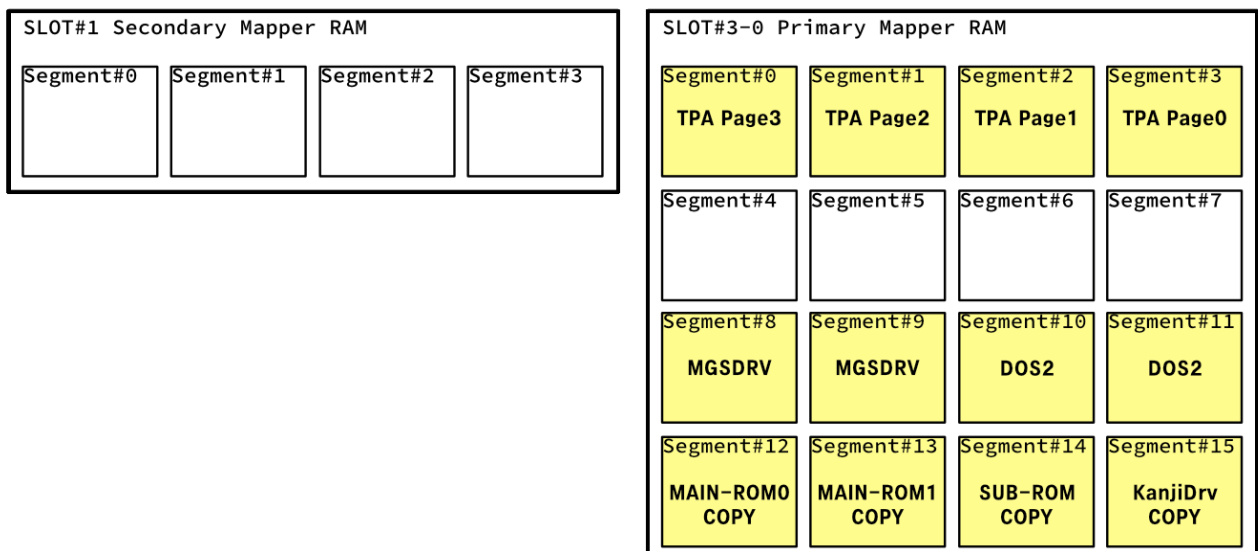 SLOT#1 Secondary Mapper RAM
Segment#0 Segment#1 Segment#2 Segment#3
SLOT#3-0 Primary Mapper RAM
Segment#0 Segment#1 Segment#2 Segment#3
TPA Page3 TPA Page2 TPA Page1 TPA Page0
Segment#4 Segment#5 Segment#6 Segment#7
Segment#8 Segment#9 Segment#10 Segment#11
MGSDRV MGSDRV DOS2 DOS2
Segment#12 Segment#13 Segment#14 Segment#15
MAIN-ROM0 MAIN-ROM1 SUB-ROM KanjiDrv
COPY COPY COPY COPY